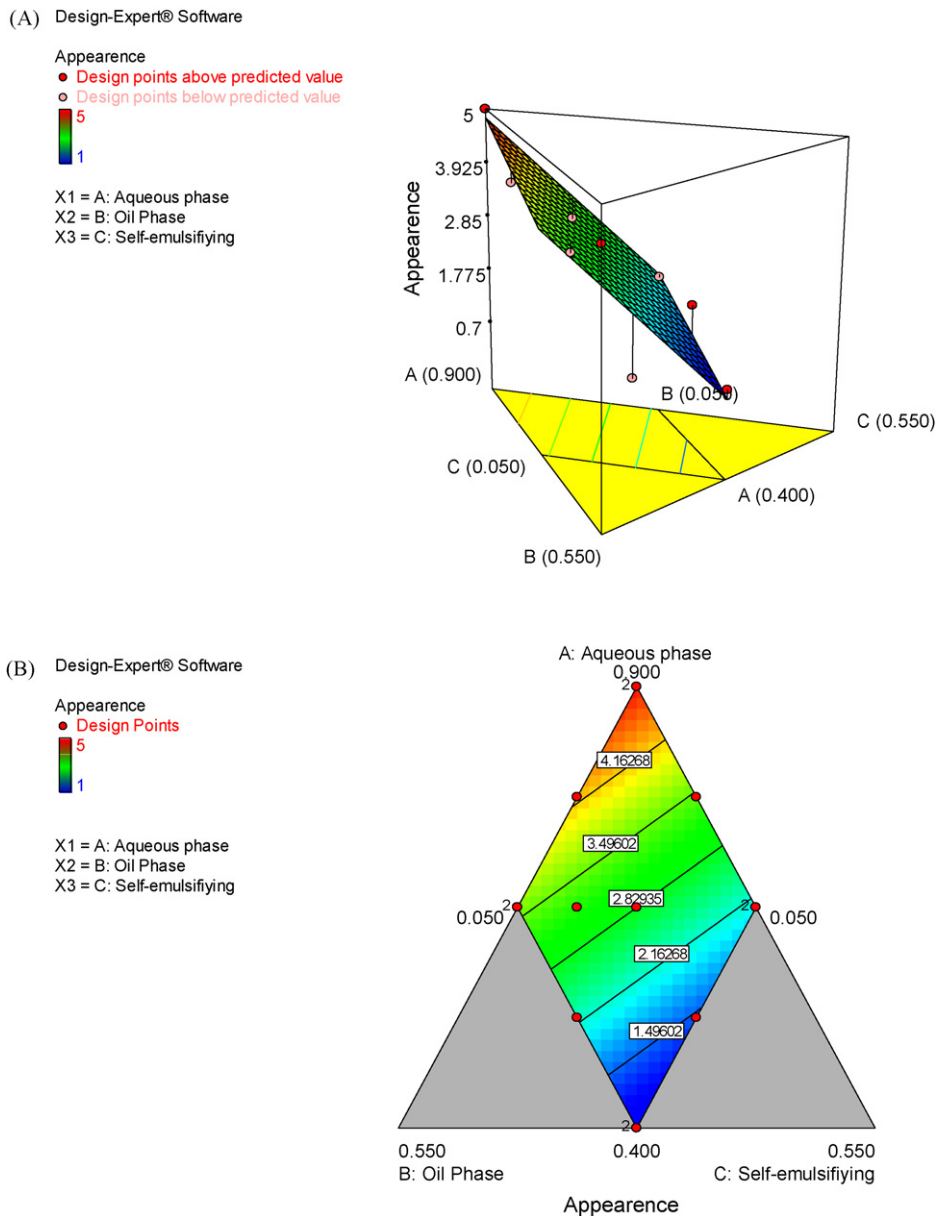 (A) Design-Expert® Software
Appearence
Design points above predicted value
Design points below predicted value
5
1
X1 = A: Aqueous phase
X2 = B: Oil Phase
X3 = C: Self-emulsifiying
Appearence
5
3.925
2.85
1.775
0.7
A (0.900)
B (0.050)
C (0.550)
C (0.050)
A (0.400)
B (0.550)
(B) Design-Expert® Software
Appearence
Design Points
5
1
X1 = A: Aqueous phase
X2 = B: Oil Phase
X3 = C: Self-emulsifiying
A: Aqueous phase
0.900
2
4.16268
3.49602
2.82935
2
2
0.050
0.050
2.16268
1.49602
2
0.550
0.400
0.550
B: Oil Phase
C: Self-emulsifiying
Appearence